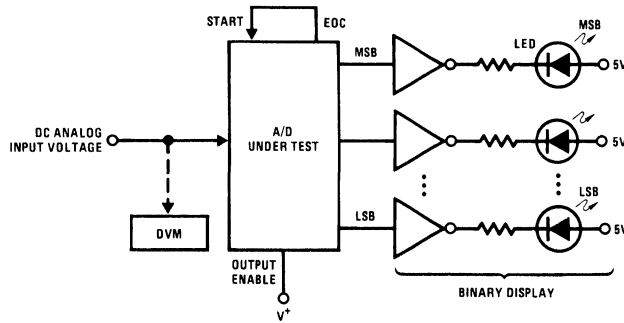 START
EOC
MSB
LED
MSB
5V
DC ANALOG
INPUT VOLTAGE
A/D
UNDER TEST
5V
DVM
LSB
LSB
5V
OUTPUT
ENABLE
V+
BINARY DISPLAY